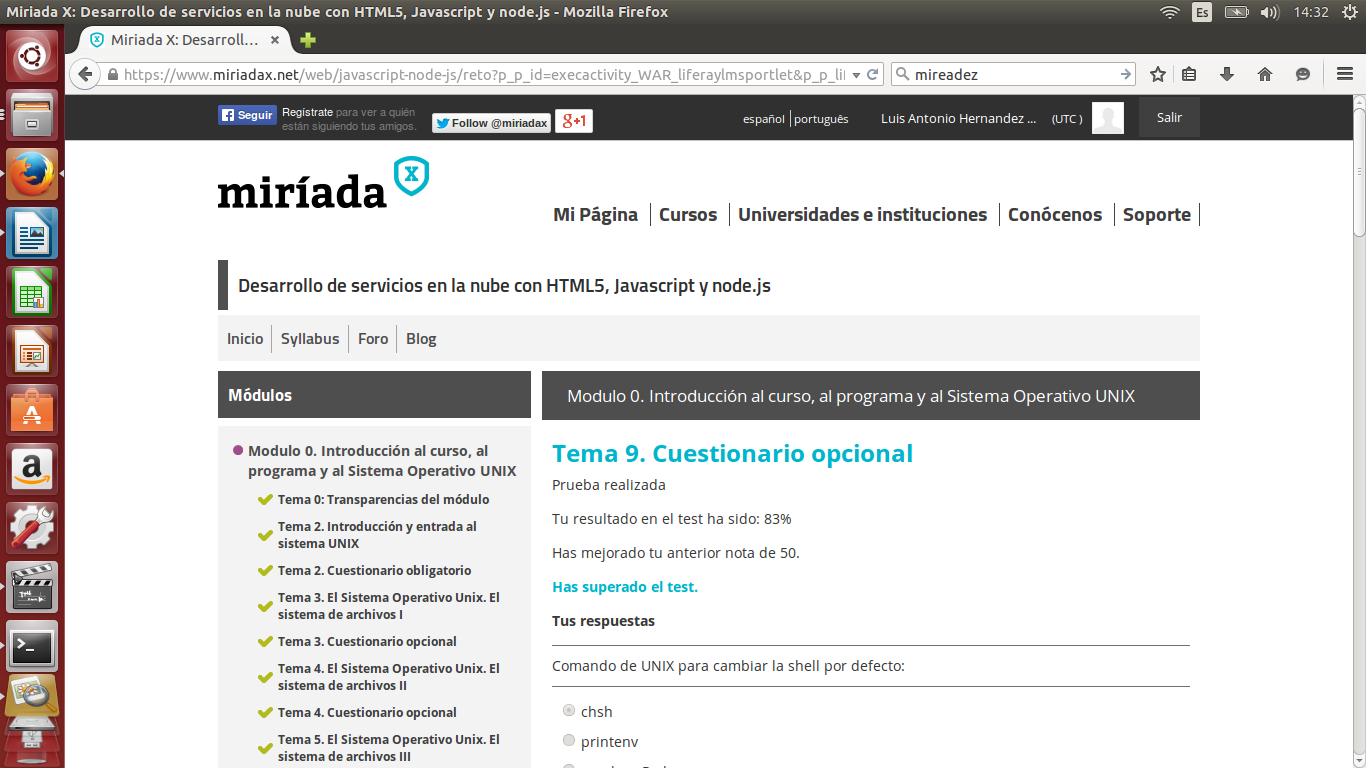 Miriada X: Desarrollo de servicios en la nube con HTML5, Javascript y node.js - Mozilla Firefox
Es
14:32
Miriada X: Desarroll...
https://www.miriadax.net/web/javascript-node-js/reto?p_p_id=execactivity_WAR_liferaylmsportlet&p_p_li
mireadez
Seguir
Regístrate para ver a quién
están siguiendo tus amigos.
Follow @miriadax
g+1
español
português
Luis Antonio Hernandez ...
(UTC )
Salir
miríada
X
Mi Página
Cursos
Universidades e instituciones
Conócenos
Soporte
Desarrollo de servicios en la nube con HTML5, Javascript y node.js
Inicio
Syllabus
Foro
Blog
Módulos
Modulo 0. Introducción al curso, al
programa y al Sistema Operativo UNIX
Tema 0: Transparencias del módulo
Tema 2. Introducción y entrada al
sistema UNIX
Tema 2. Cuestionario obligatorio
Tema 3. El Sistema Operativo Unix. El
sistema de archivos I
Tema 3. Cuestionario opcional
Tema 4. El Sistema Operativo Unix. El
sistema de archivos II
Tema 4. Cuestionario opcional
Tema 5. El Sistema Operativo Unix. El
sistema de archivos III
Modulo 0. Introducción al curso, al programa y al Sistema Operativo UNIX
Tema 9. Cuestionario opcional
Prueba realizada
Tu resultado en el test ha sido: 83%
Has mejorado tu anterior nota de 50.
Has superado el test.
Tus respuestas
Comando de UNIX para cambiar la shell por defecto:
chsh
printenv